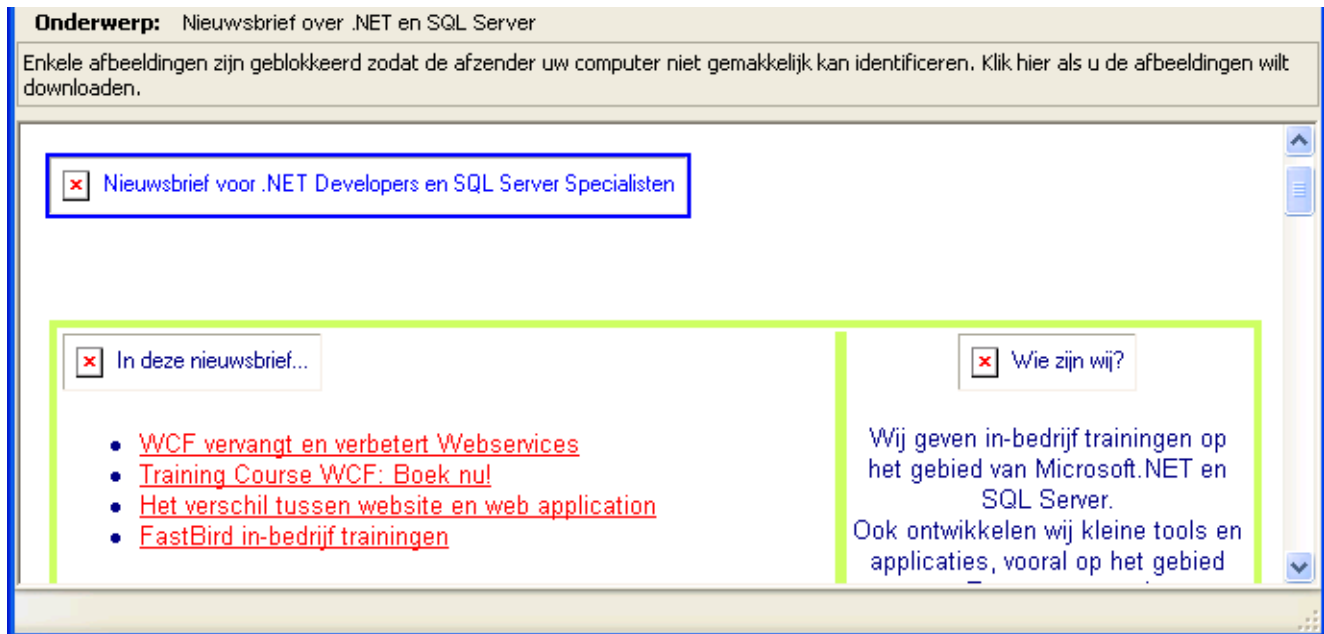 Onderwerp: Nieuwsbrief over .NET en SQL Server
Enkele afbeeldingen zijn geblokkeerd zodat de afzender uw computer niet gemakkelijk kan identificeren. Klik hier als u de afbeeldingen wilt
downloaden.
Nieuwsbrief voor .NET Developers en SQL Server Specialisten
In deze nieuwsbrief...
WCF vervangt en verbetert Webservices
Training Course WCF: Boek nu!
Het verschil tussen website en web application
FastBird in-bedrijf trainingen
Wie zijn wij?
Wij geven in-bedrijf trainingen op
het gebied van Microsoft.NET en
SQL Server.
Ook ontwikkelen wij kleine tools en
applicaties, vooral op het gebied